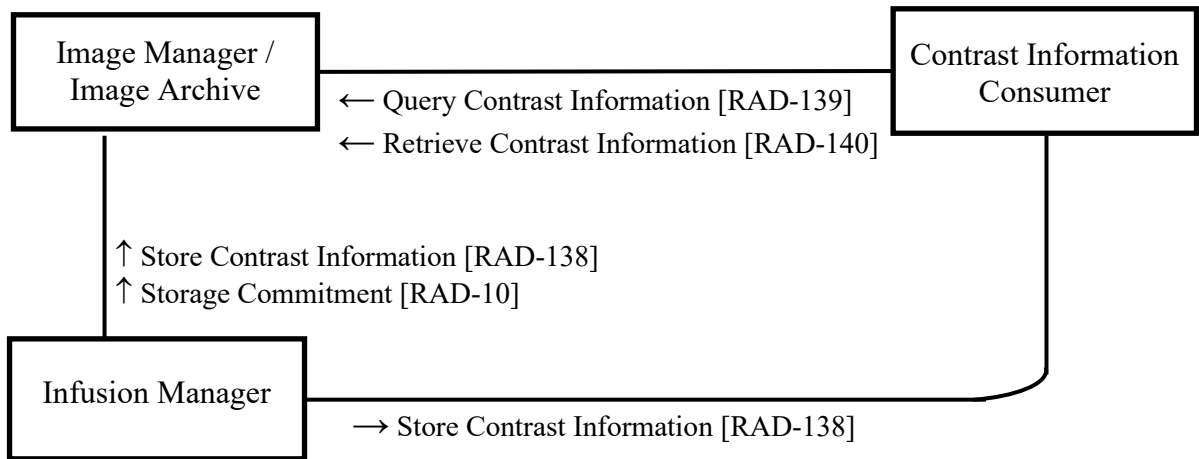 Image Manager /
Image Archive
Contrast Information
Consumer
← Query Contrast Information [RAD-139]
← Retrieve Contrast Information [RAD-140]
↑ Store Contrast Information [RAD-138]
↑ Storage Commitment [RAD-10]
Infusion Manager
→ Store Contrast Information [RAD-138]